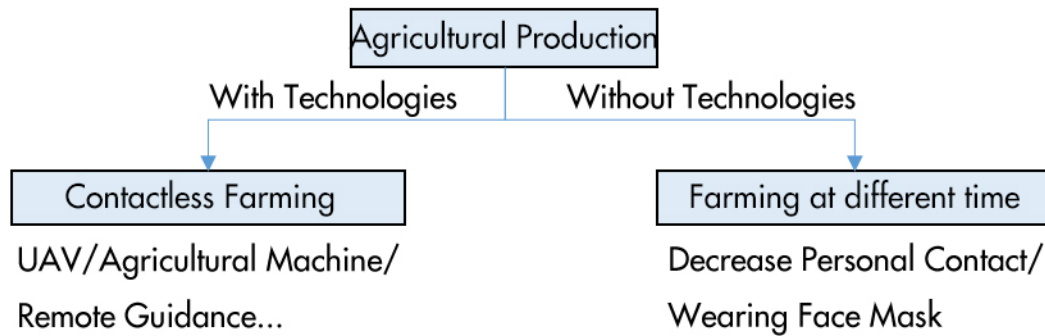 Agricultural Production
With Technologies
Without Technologies
Contactless Farming
Farming at different time
UAV/Agricultural Machine/
Remote Guidance...
Decrease Personal Contact/
Wearing Face Mask